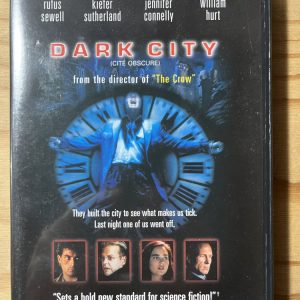 rufus kiefer jennifer william
sewell sutherland connelly hurt
DARK CITY
(CITÉ OBSCURE)
from the director of "The Crow"
They built the city to see what makes us tick.
Last night one of us went off.
"Sets a bold new standard for science fiction!"